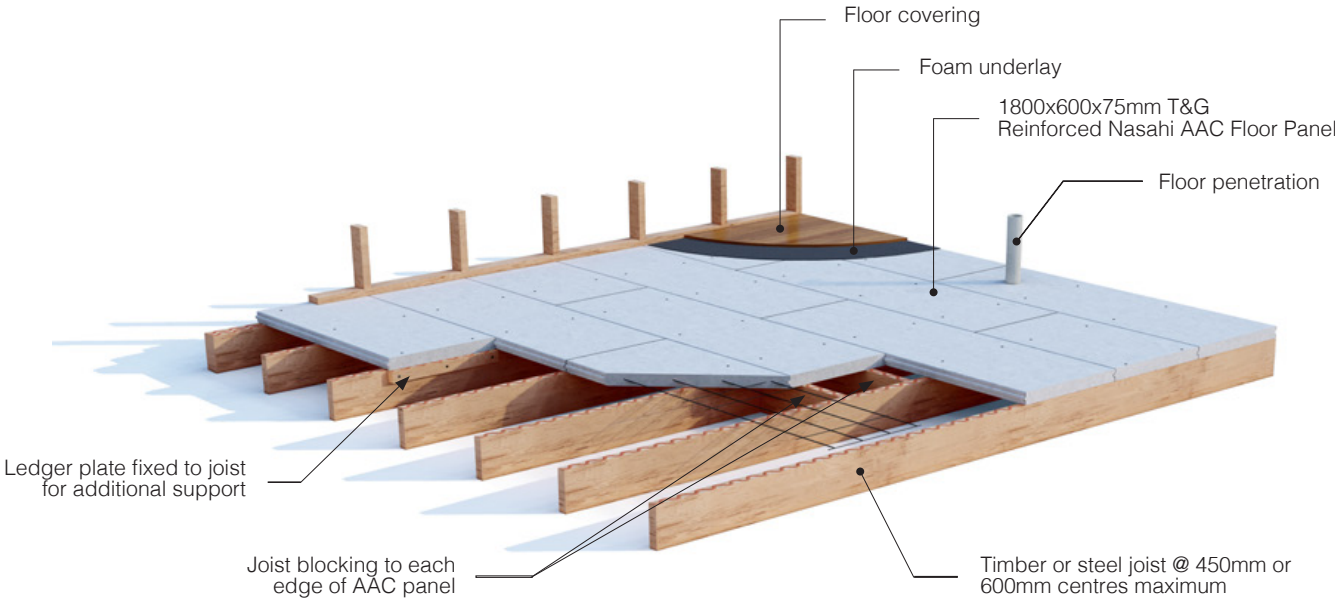 Floor covering
Foam underlay
1800x600x75mm T&G
Reinforced Nasahi AAC Floor Panel
Floor penetration
Ledger plate fixed to joist
for additional support
Joist blocking to each
edge of AAC panel
Timber or steel joist @ 450mm or
600mm centres maximum